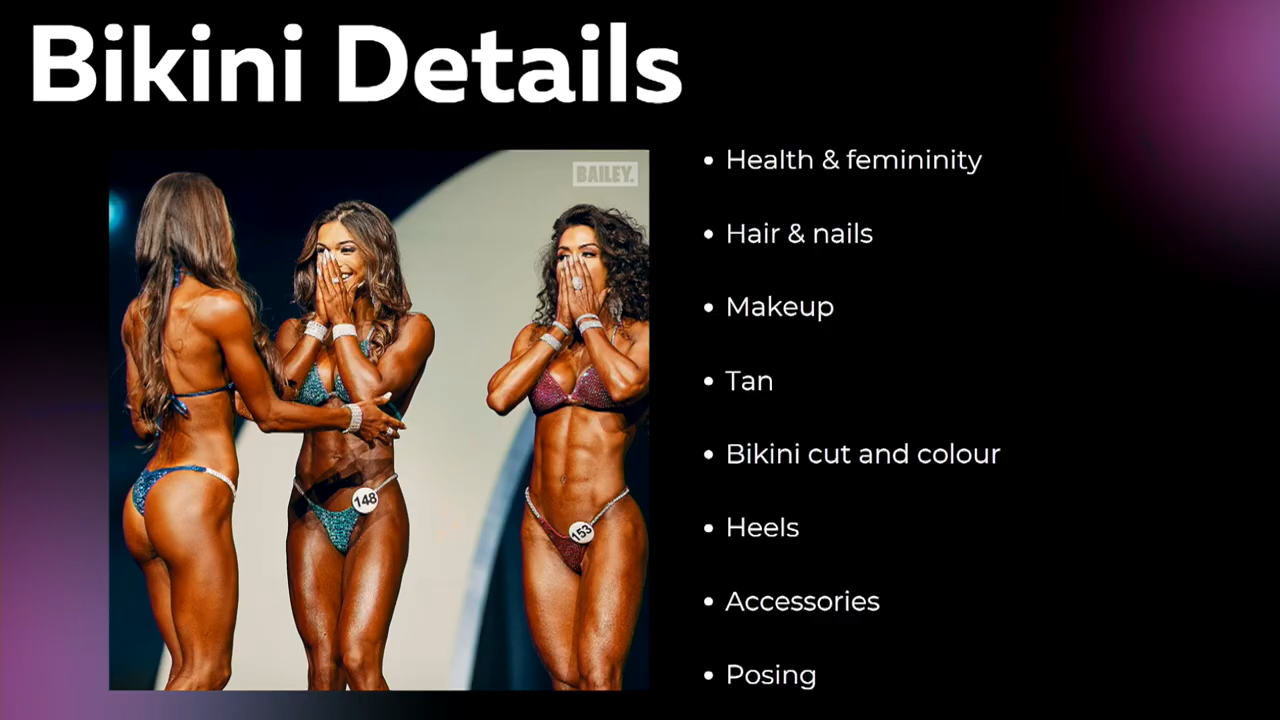 Bikini Details
BAILEY.
148
153
Health & femininity
Hair & nails
Makeup
Tan
Bikini cut and colour
Heels
Accessories
Posing